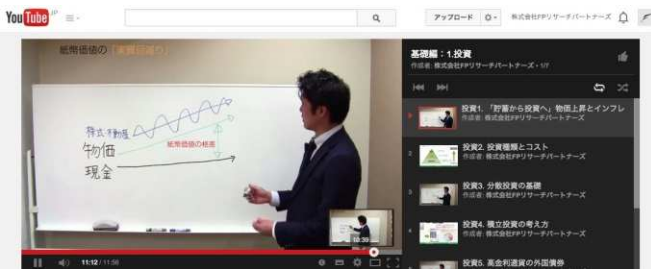 YouTube JP
アップロード
株式会社FPリサーチパートナーズ
紙幣価値の「実質目減り」
株式・不動産
物価
現金
紙幣価値の格差
10:39
11:12 / 11:56
基礎編：1.投資
作成者: 株式会社FPリサーチパートナーズ - 1/7
投資1. 「貯蓄から投資へ」物価上昇とインフレ
作成者: 株式会社FPリサーチパートナーズ
2
投資2. 投資種類とコスト
作成者: 株式会社FPリサーチパートナーズ
3
投資3. 分散投資の基礎
作成者: 株式会社FPリサーチパートナーズ
4
投資4. 積立投資の考え方
作成者: 株式会社FPリサーチパートナーズ
投資5. 高金利通貨の外国債券